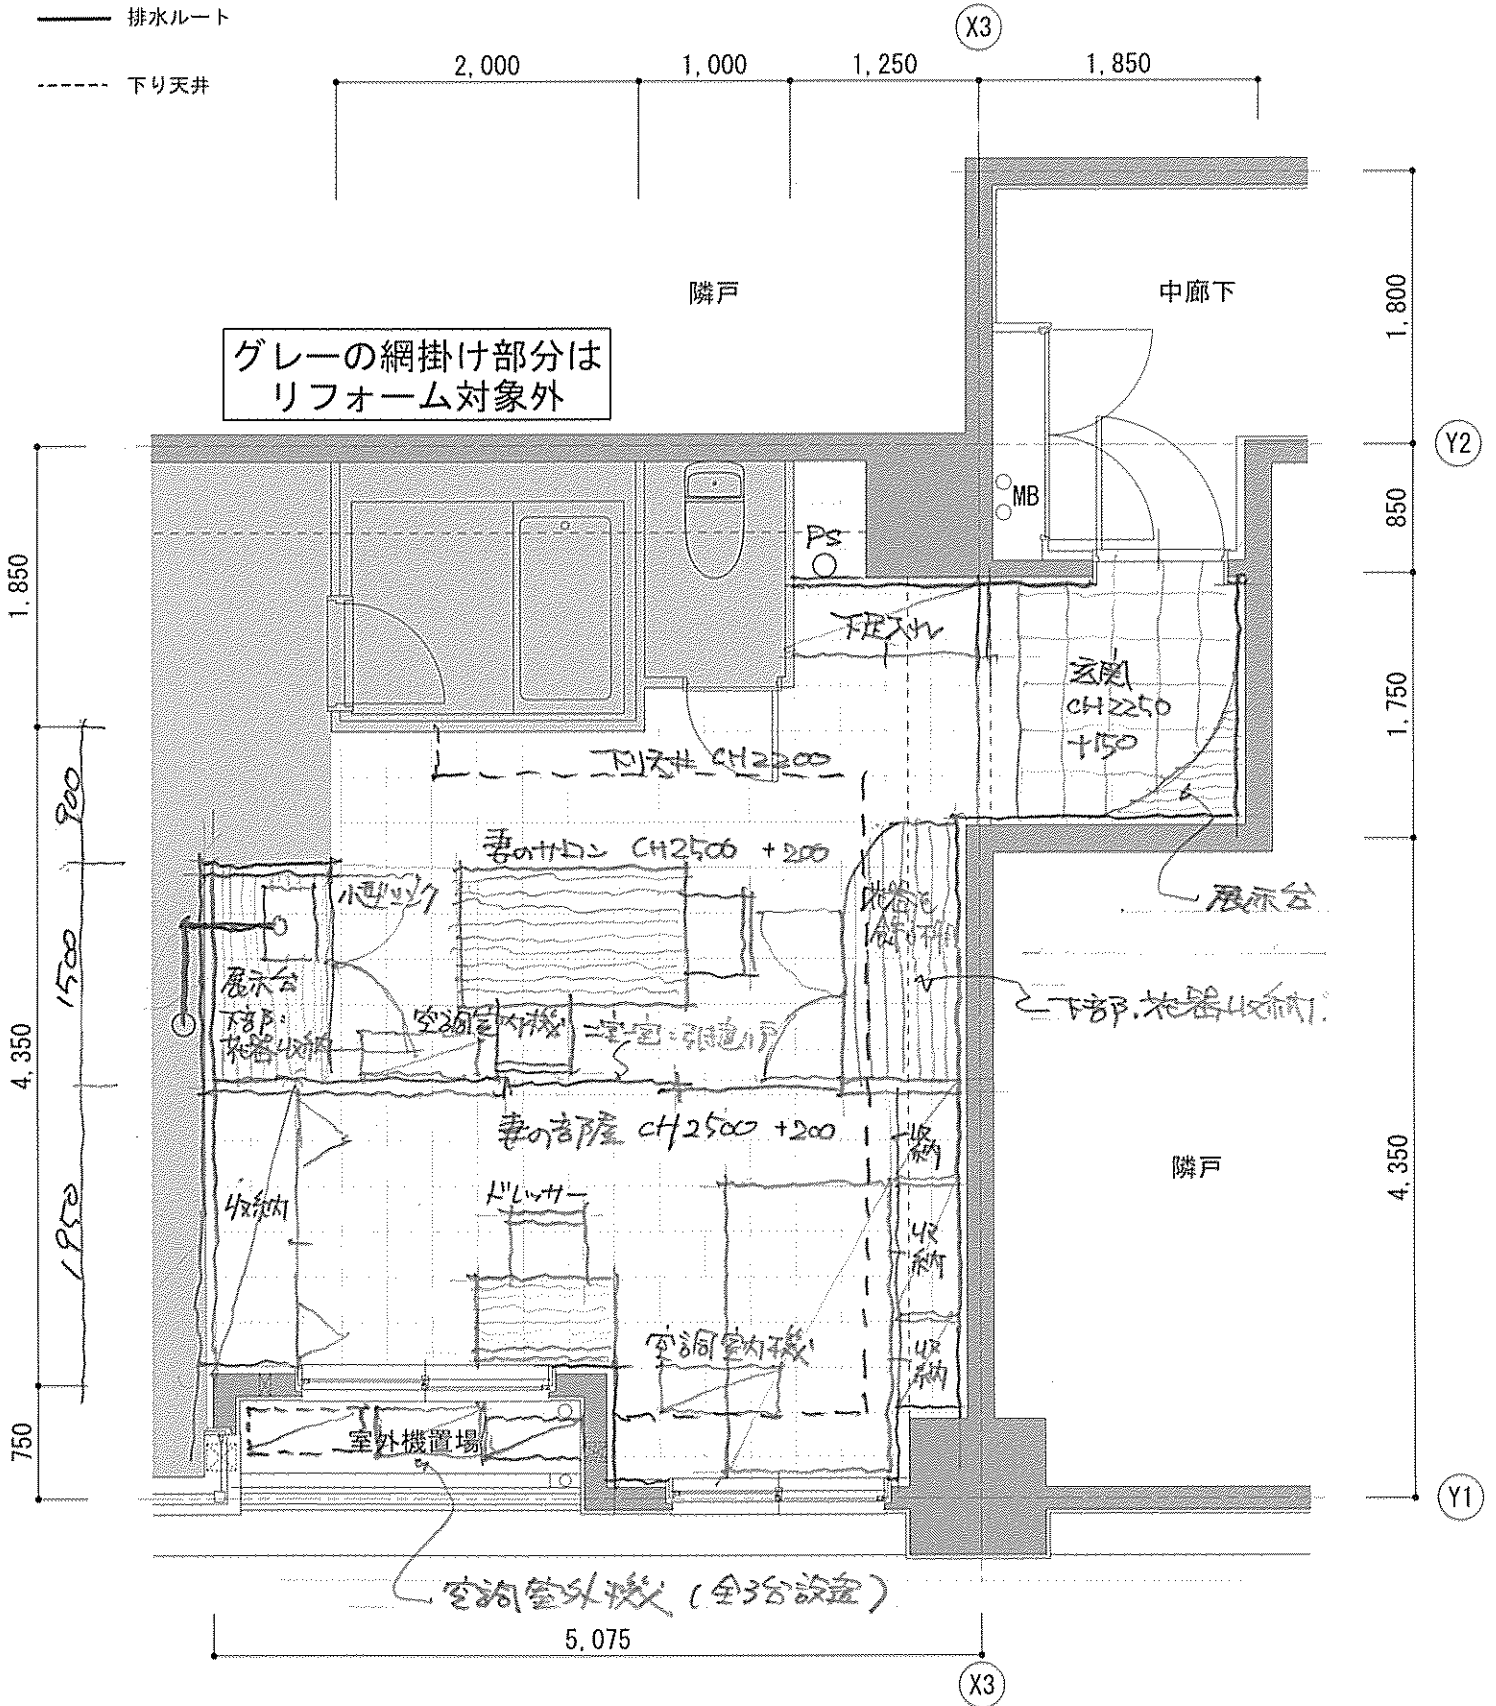 排水ルート
下り天井
X3
2,000
1,000
1,250
1,850
隣戸
中廊下
グレーの網掛け部分は
リフォーム対象外
1,800
Y2
850
MB
PS
1,850
下足入れ
玄関
CH2250
+150
1,750
下り天井 CH2200
900
妻のサロン CH2500 +200
小型シンク
花器を
展示台
1500
展示台
下部:
花器収納
空調室内機
下部:花器収納
4,350
妻の部屋 CH2500 +200
収納
隣戸
4,350
1950
収納
ドレッサー
収納
空調室内機
収納
750
室外機置場
Y1
空調室外機(全3台設置)
5,075
X3